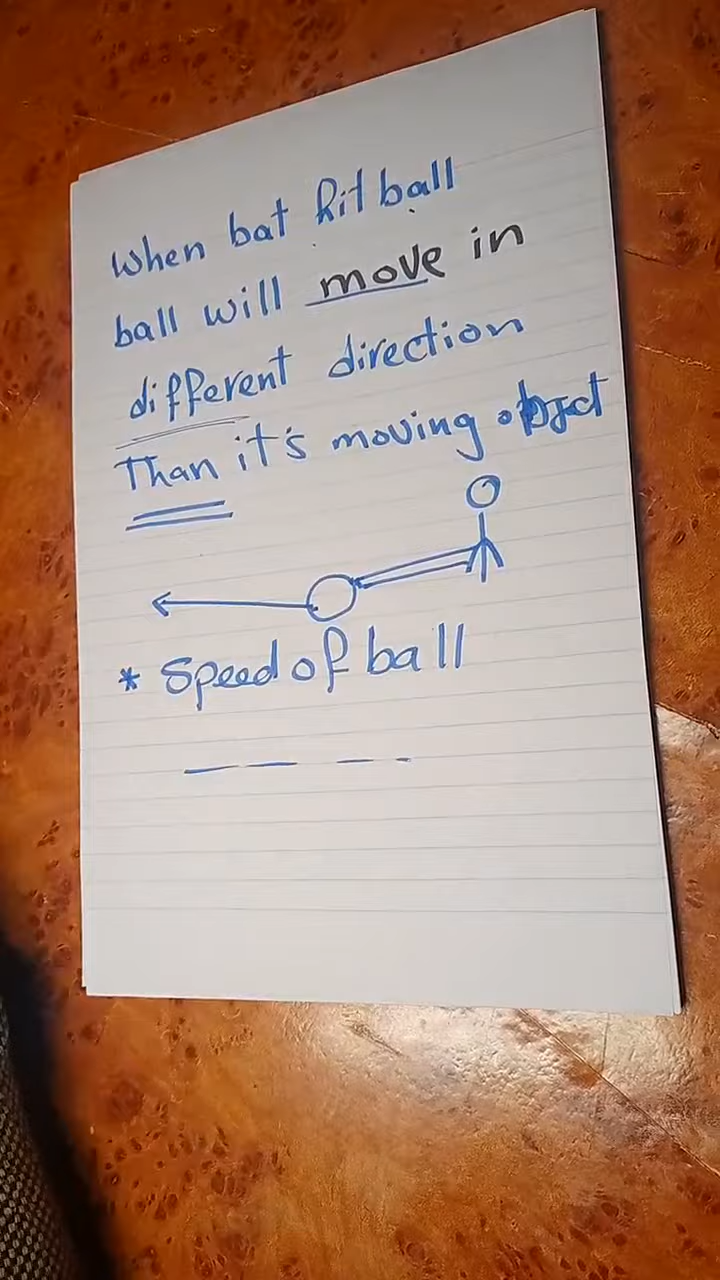 When bat hit ball
ball will move in
different direction
Than it's moving object
* Speed of ball